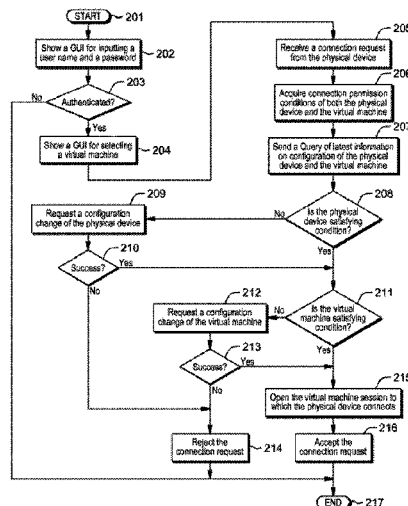 START
201
Show a GUI for inputting a
user name and a password
202
203
No
Authenticated?
Yes
Show a GUI for selecting
a virtual machine
204
205
Receive a connection request
from the physical device
206
Acquire connection permission
conditions of both the physical device
and the virtual machine
207
Send a Query of latest information
on configuration of the physical device
and the virtual machine
208
Is the physical
device satisfying
condition?
No
Yes
209
Request a configuration
change of the physical device
210
Success?
Yes
No
211
Is the virtual
machine satisfying
condition?
No
Yes
212
Request a configuration
change of the virtual machine
213
Success?
Yes
No
Reject the
connection request
214
215
Open the virtual machine session to
which the physical device connects
216
Accept the
connection request
END
217